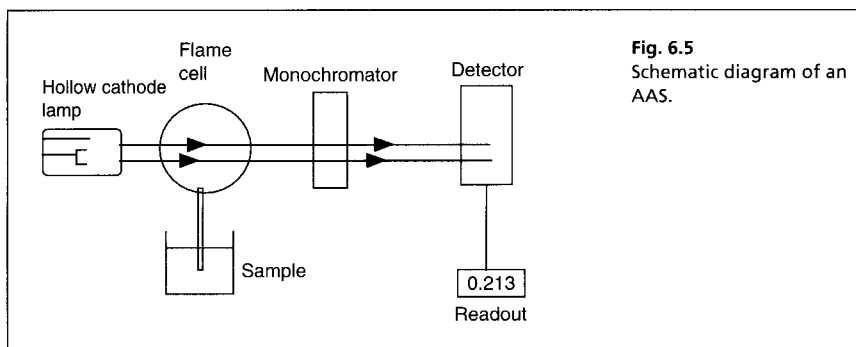 Flame
cell
Hollow cathode
lamp
Monochromator
Detector
Sample
0.213
Readout
Fig. 6.5
Schematic diagram of an
AAS.